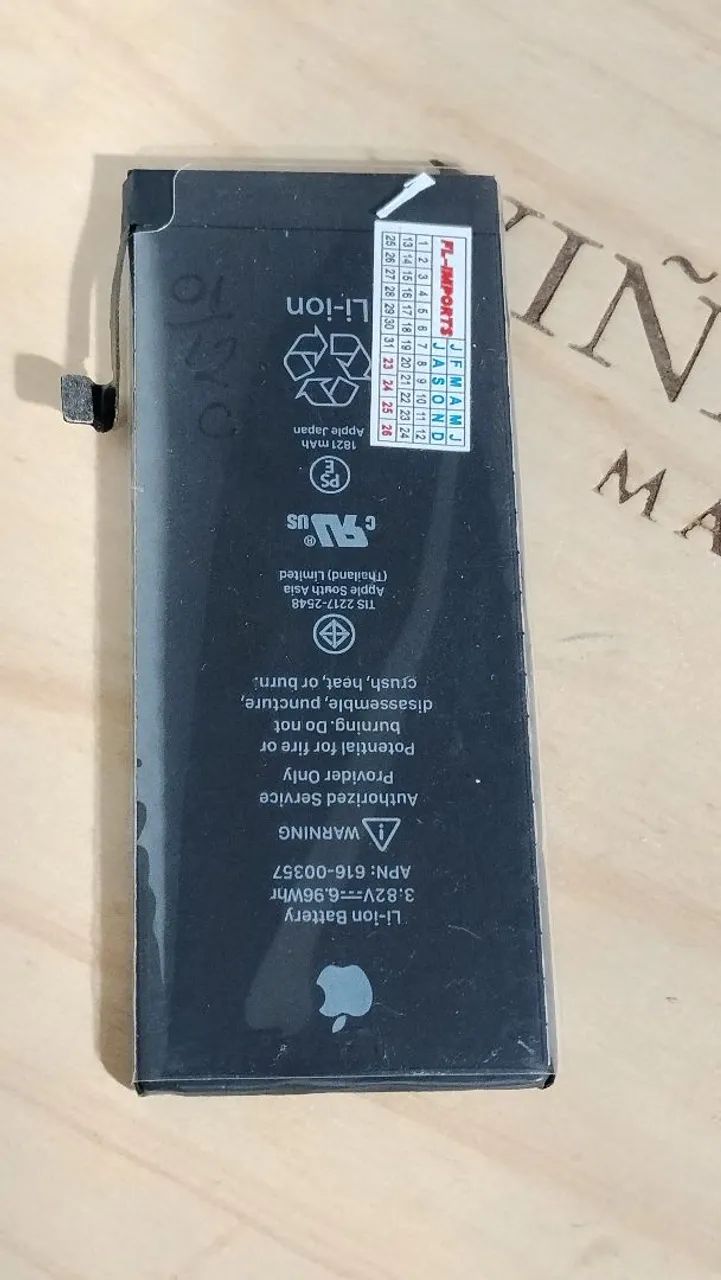 Li-ion Battery
3.82V⎓6.96Whr
APN: 616-00357
WARNING
Authorized Service
Provider Only
Potential for fire or
burning. Do not
disassemble, puncture,
crush, heat, or burn.
TIS 2217-2548
Apple South Asia
(Thailand) Limited
C RU ® US
PS
E
1821 mAh
Apple Japan
Li-ion
FL-IMPORTS J F M A M J
J A S O N D
1 2 3 4 5 6 7 8 9 10 11 12
13 14 15 16 17 18 19 20 21 22 23 24
25 26 27 28 29 30 31 23 24 25 26
VIÑ
MA